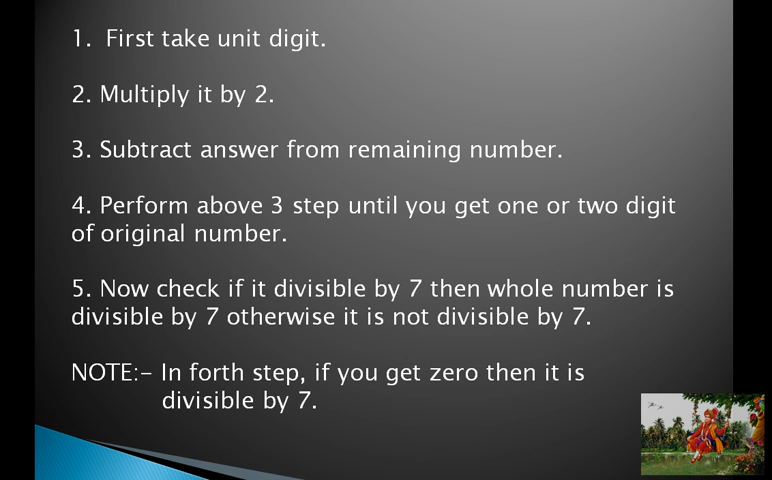 1. First take unit digit.
2. Multiply it by 2.
3. Subtract answer from remaining number.
4. Perform above 3 step until you get one or two digit
of original number.
5. Now check if it divisible by 7 then whole number is
divisible by 7 otherwise it is not divisible by 7.
NOTE:- In forth step, if you get zero then it is
divisible by 7.